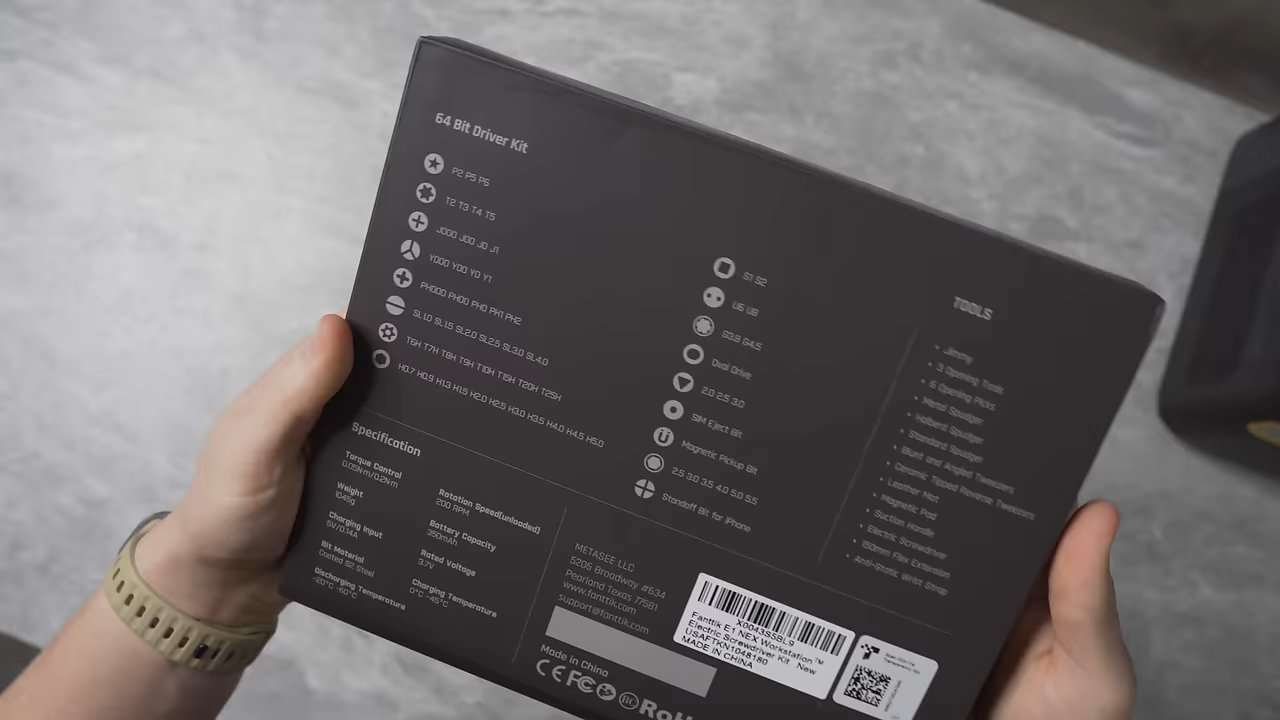 64 Bit Driver Kit
P2 P5 P6
T2 T3 T4 T5
J000 J00 J0 J1
Y000 Y00 Y0 Y1
PH000 PH00 PH0 PH1 PH2
SL1.0 SL1.5 SL2.0 SL2.5 SL3.0 SL4.0
T6H T7H T8H T9H T10H T15H T20H T25H
H0.7 H0.9 H1.3 H1.5 H2.0 H2.5 H3.0 H3.5 H4.0 H4.5 H5.0
S1 S2
U6 U8
G3.8 G4.5
Oval Drive
2.0 2.5 3.0
SIM Eject Bit
Magnetic Pickup Bit
2.5 3.0 3.5 4.0 5.0 5.5
Standoff Bit for iPhone
TOOLS
Jimmy
3 Opening Tools
6 Opening Picks
Metal Spudger
Halberd Spudger
Standard Spudger
Blunt and Angled Tweezers
Ceramic Tipped Reverse Tweezers
Leather Mat
Magnetic Pad
Suction Handle
Electric Screwdriver
150mm Flex Extension
Anti-Static Wrist Strap
Specification
Torque Control
0.05N·m/0.2N·m
Weight
1045g
Charging Input
5V/0.14A
Bit Material
Coated S2 Steel
Discharging Temperature
-20°C -60°C
Rotation Speed(unloaded)
200 RPM
Battery Capacity
350mAh
Rated Voltage
3.7V
Charging Temperature
0°C -45°C
METASEE LLC
5205 Broadway #634
Pearland Texas 77581
www.fanttik.com
support@fanttik.com
Made in China
CE FC BC RoH
X0043S5BL9
Fanttik E1 NEX Workstation™
Electric Screwdriver Kit New
USAFTKN1048180
MADE IN CHINA